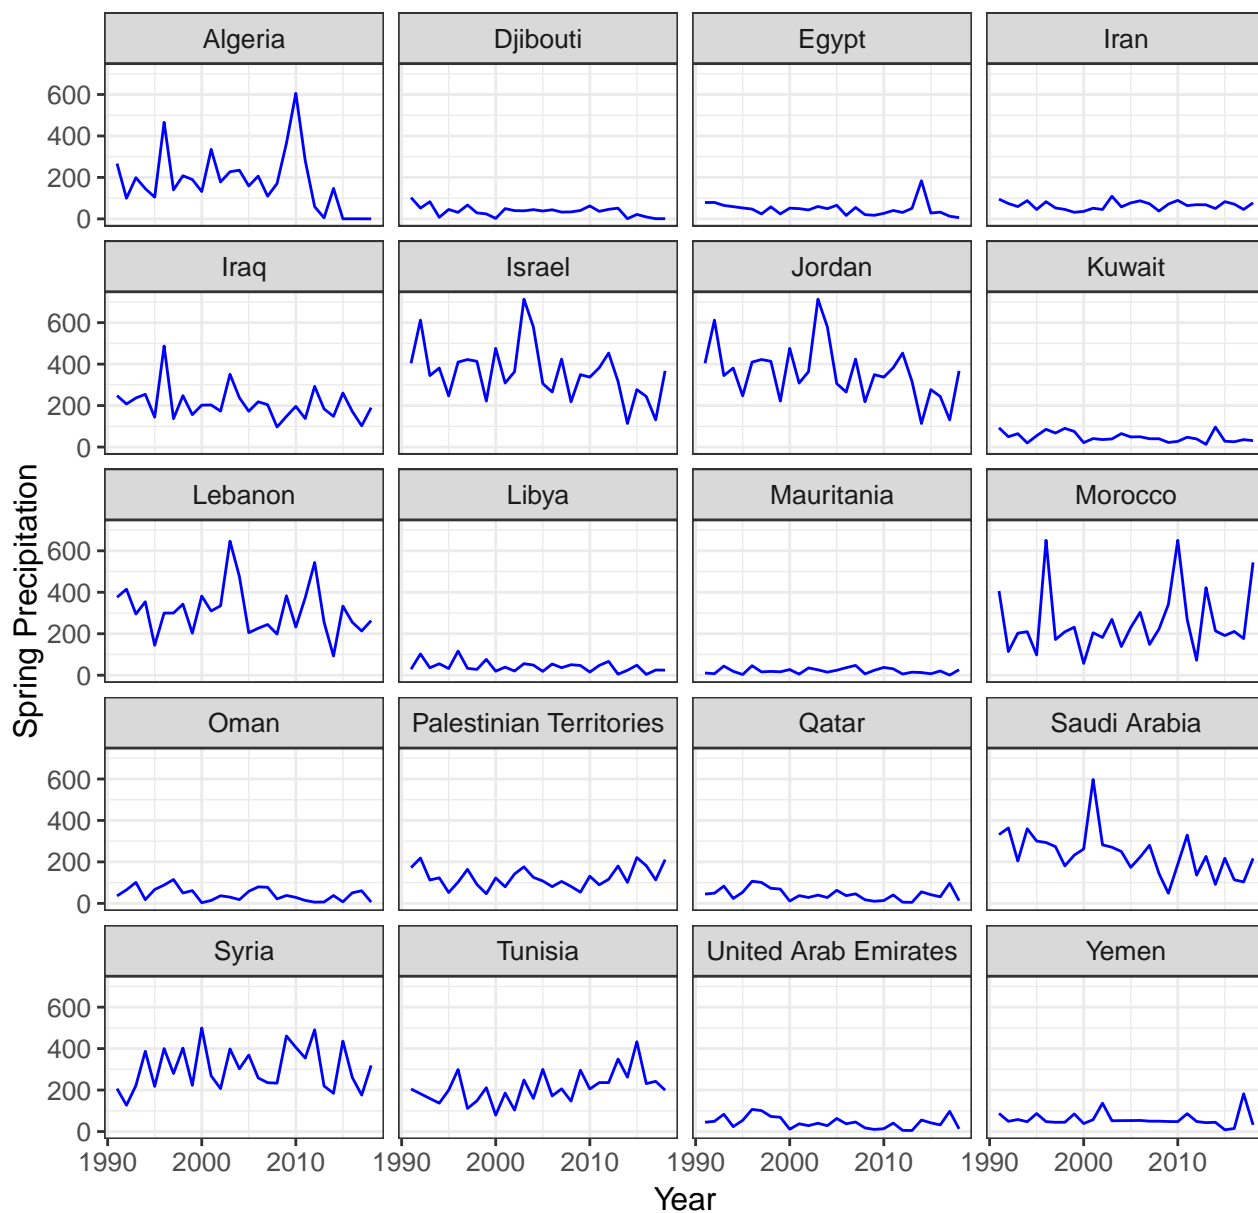 Algeria Djibouti Egypt Iran
600
400
200
0
Iraq Israel Jordan Kuwait
600
400
200
0
Lebanon Libya Mauritania Morocco
600
400
200
0
Spring Precipitation
Oman Palestinian Territories Qatar Saudi Arabia
600
400
200
0
Syria Tunisia United Arab Emirates Yemen
600
400
200
0
1990 2000 2010 1990 2000 2010 1990 2000 2010 1990 2000 2010
Year